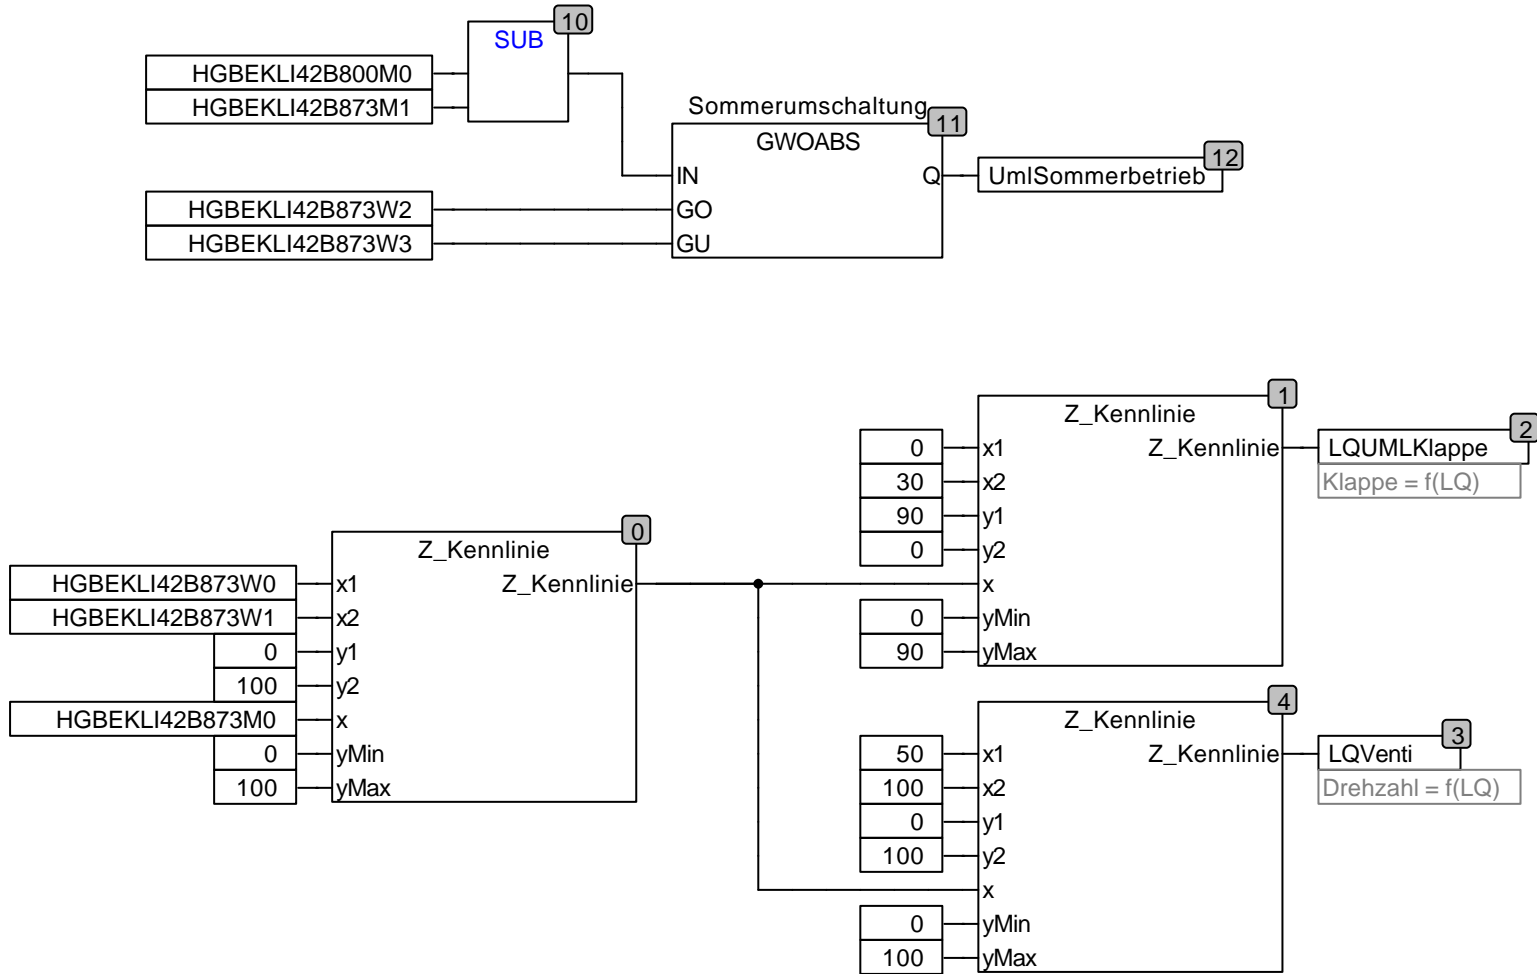 10
SUB
HGBEKLI42B800M0
HGBEKLI42B873M1
Sommerumschaltung
11
GWOABS
12
IN
Q
UmlSommerbetrieb
HGBEKLI42B873W2
GO
HGBEKLI42B873W3
GU
1
Z_Kennlinie
2
0 x1 Z_Kennlinie LQUMLKlappe
30 x2 Klappe = f(LQ)
90 y1
0 y2
x
0 yMin
90 yMax
0
Z_Kennlinie
HGBEKLI42B873W0 x1 Z_Kennlinie
HGBEKLI42B873W1 x2
0 y1
100 y2
HGBEKLI42B873M0 x
0 yMin
100 yMax
4
Z_Kennlinie
3
50 x1 Z_Kennlinie LQVenti
100 x2 Drehzahl = f(LQ)
0 y1
100 y2
x
0 yMin
100 yMax